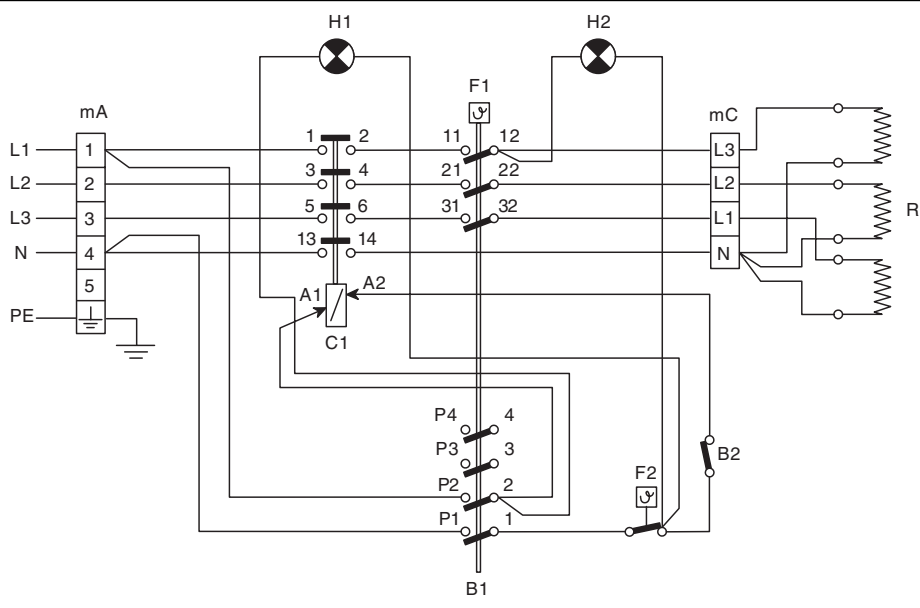 H1 H2
F1
mA mC
L1 1 1 2 11 12 L3
L2 2 3 4 21 22 L2 R
L3 3 5 6 31 32 L1
N 4 13 14 N
5 A1 A2
PE C1
P4 4
P3 3 B2
P2 2 F2
P1 1
B1